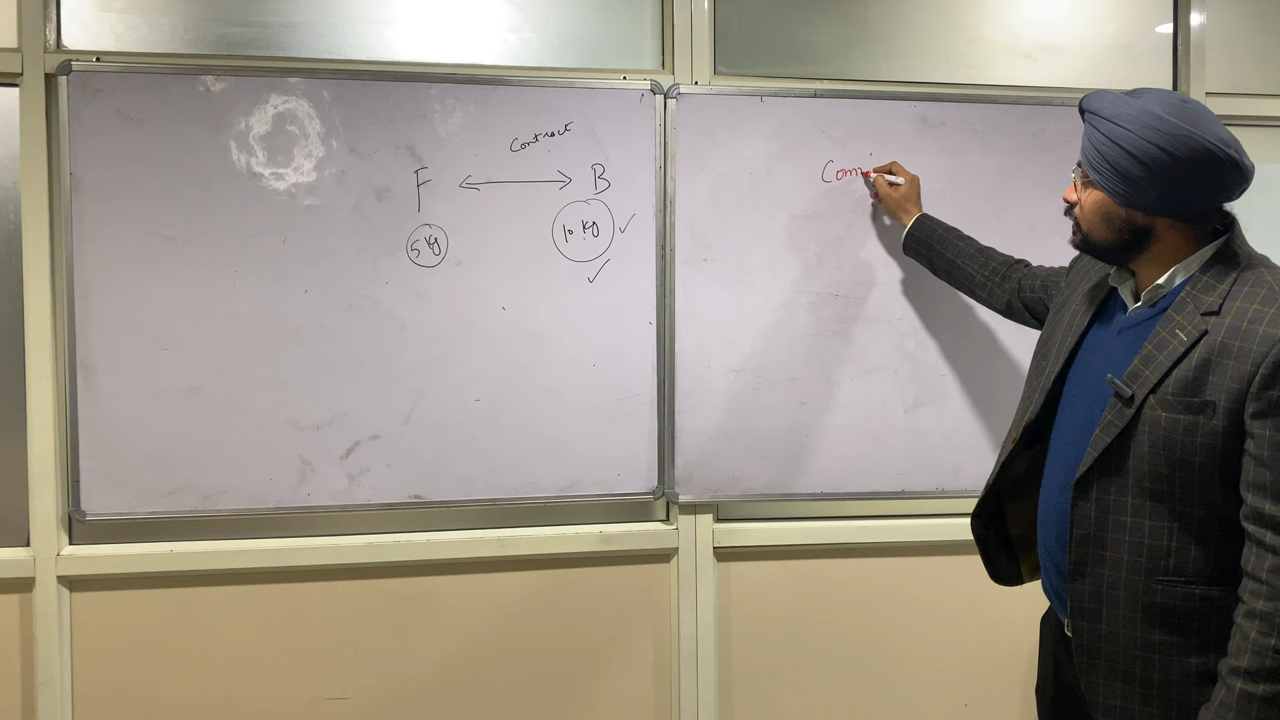 Contract
F ⟷ B
5 Kg 10 Kg ✓
✓
Com